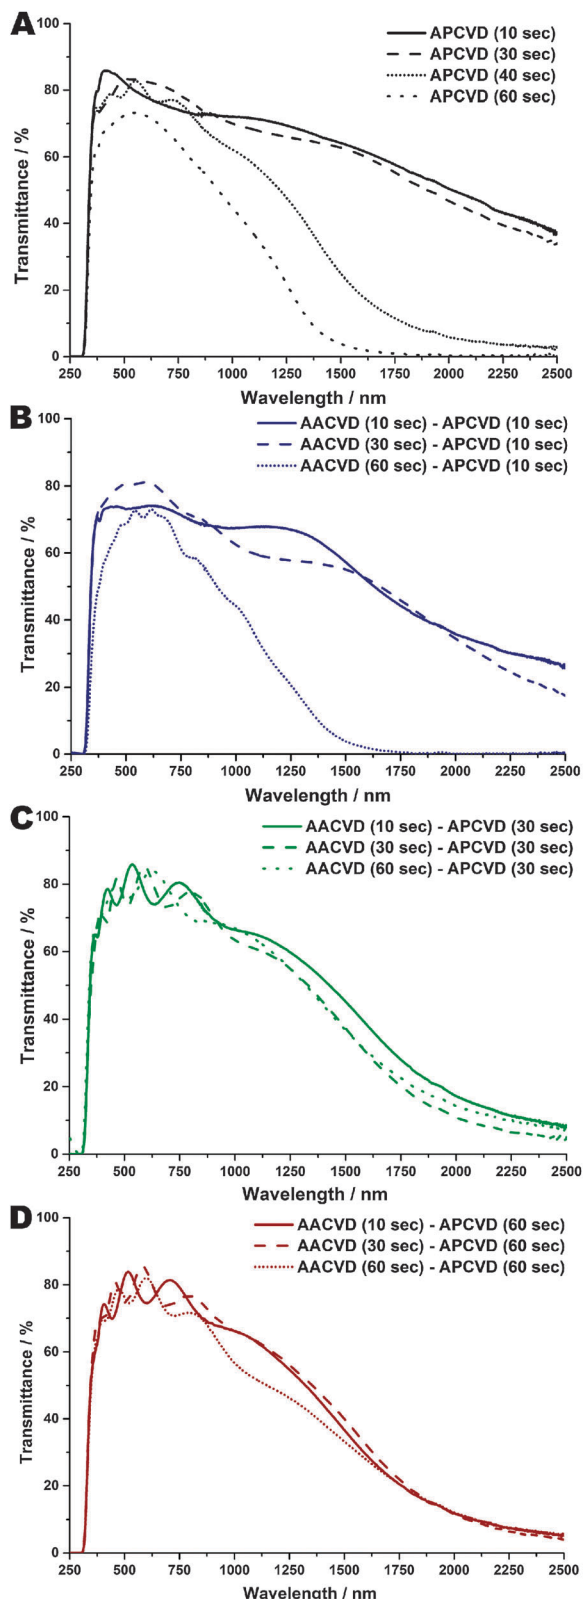 A
APCVD (10 sec)
APCVD (30 sec)
APCVD (40 sec)
APCVD (60 sec)
Transmittance / %
100
80
60
40
20
0
250 500 750 1000 1250 1500 1750 2000 2250 2500
Wavelength / nm
B
AACVD (10 sec) - APCVD (10 sec)
AACVD (30 sec) - APCVD (10 sec)
AACVD (60 sec) - APCVD (10 sec)
Transmittance / %
100
80
60
40
20
0
250 500 750 1000 1250 1500 1750 2000 2250 2500
Wavelength / nm
C
AACVD (10 sec) - APCVD (30 sec)
AACVD (30 sec) - APCVD (30 sec)
AACVD (60 sec) - APCVD (30 sec)
Transmittance / %
100
80
60
40
20
0
250 500 750 1000 1250 1500 1750 2000 2250 2500
Wavelength / nm
D
AACVD (10 sec) - APCVD (60 sec)
AACVD (30 sec) - APCVD (60 sec)
AACVD (60 sec) - APCVD (60 sec)
Transmittance / %
100
80
60
40
20
0
250 500 750 1000 1250 1500 1750 2000 2250 2500
Wavelength / nm